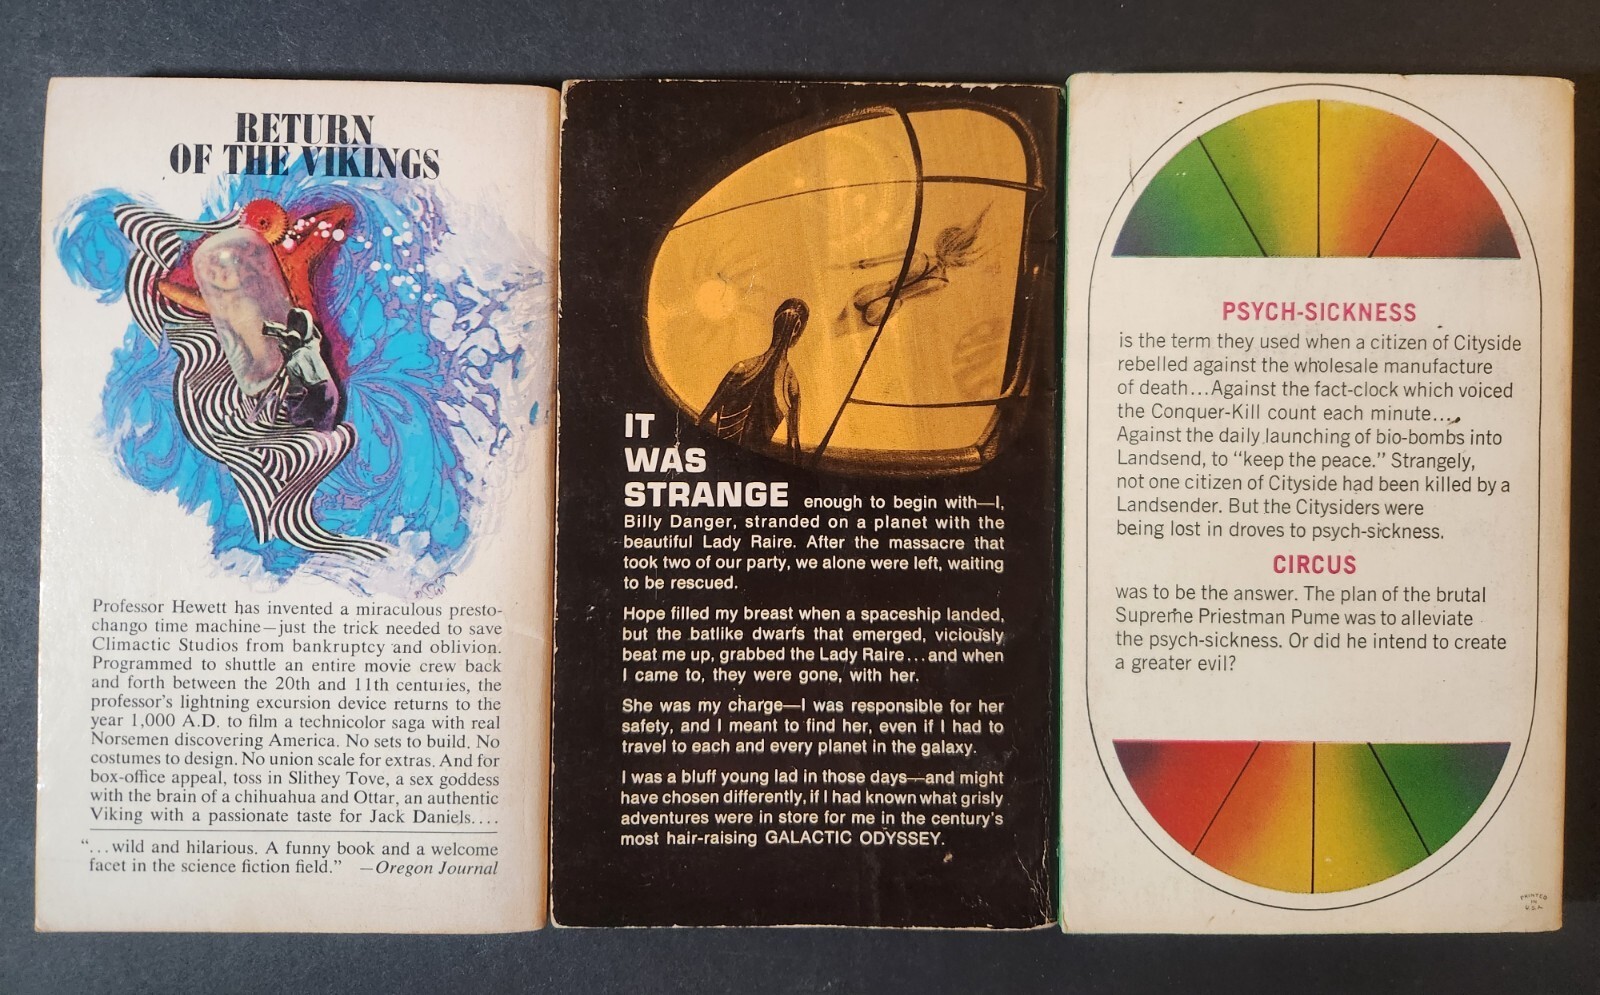 RETURN
OF THE VIKINGS
Professor Hewett has invented a miraculous presto-
chango time machine—just the trick needed to save
Climactic Studios from bankruptcy and oblivion.
Programmed to shuttle an entire movie crew back
and forth between the 20th and 11th centuries, the
professor's lightning excursion device returns to the
year 1,000 A.D. to film a technicolor saga with real
Norsemen discovering America. No sets to build. No
costumes to design. No union scale for extras. And for
box-office appeal, toss in Slithey Tove, a sex goddess
with the brain of a chihuahua and Ottar, an authentic
Viking with a passionate taste for Jack Daniels....
"...wild and hilarious. A funny book and a welcome
facet in the science fiction field." —Oregon Journal
IT
WAS
STRANGE enough to begin with—I,
Billy Danger, stranded on a planet with the
beautiful Lady Raire. After the massacre that
took two of our party, we alone were left, waiting
to be rescued.
Hope filled my breast when a spaceship landed,
but the batlike dwarfs that emerged, viciously
beat me up, grabbed the Lady Raire...and when
I came to, they were gone, with her.
She was my charge—I was responsible for her
safety, and I meant to find her, even if I had to
travel to each and every planet in the galaxy.
I was a bluff young lad in those days—and might
have chosen differently, if I had known what grisly
adventures were in store for me in the century's
most hair-raising GALACTIC ODYSSEY.
PSYCH-SICKNESS
is the term they used when a citizen of Cityside
rebelled against the wholesale manufacture
of death...Against the fact-clock which voiced
the Conquer-Kill count each minute...
Against the daily launching of bio-bombs into
Landsend, to "keep the peace." Strangely,
not one citizen of Cityside had been killed by a
Landsender. But the Citysiders were
being lost in droves to psych-sickness.
CIRCUS
was to be the answer. The plan of the brutal
Supreme Priestman Pume was to alleviate
the psych-sickness. Or did he intend to create
a greater evil?
PRINTED
IN
U.S.A.